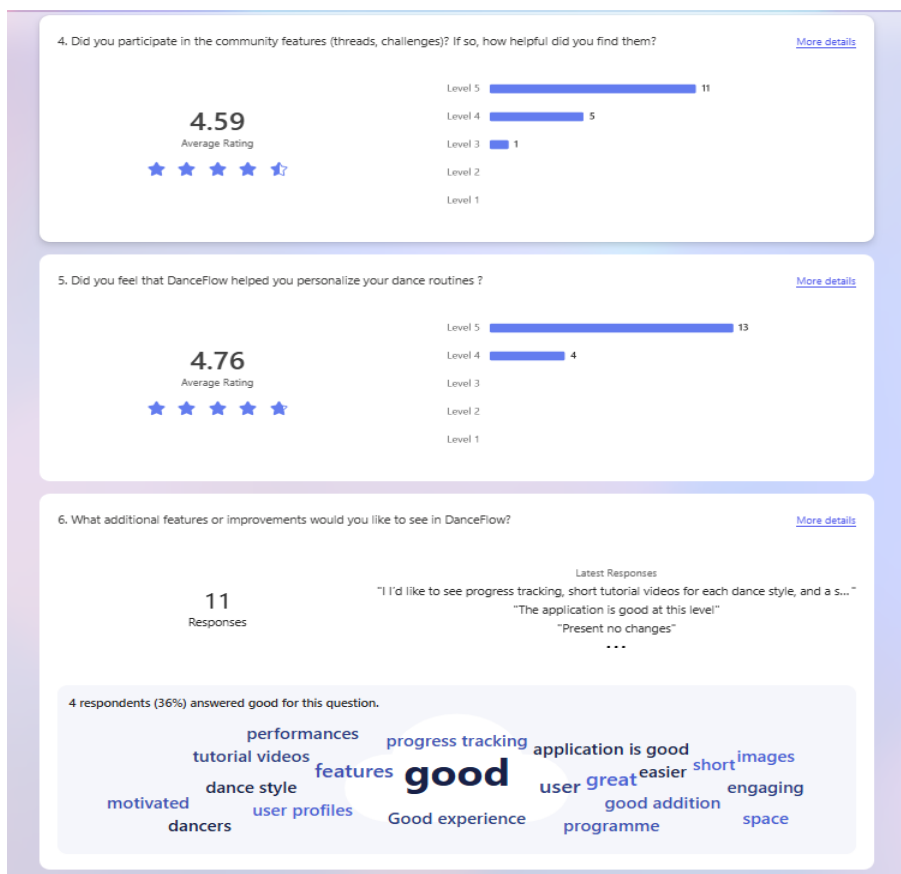 4. Did you participate in the community features (threads, challenges)? If so, how helpful did you find them?
More details
4.59
Average Rating
Level 5 11
Level 4 5
Level 3 1
Level 2
Level 1
5. Did you feel that DanceFlow helped you personalize your dance routines ?
More details
4.76
Average Rating
Level 5 13
Level 4 4
Level 3
Level 2
Level 1
6. What additional features or improvements would you like to see in DanceFlow?
More details
11
Responses
Latest Responses
"I I'd like to see progress tracking, short tutorial videos for each dance style, and a s..."
"The application is good at this level"
"Present no changes"
...
4 respondents (36%) answered good for this question.
performances
progress tracking
application is good
tutorial videos
features
good
user
great
easier
short
images
dance style
engaging
motivated
user profiles
good addition
dancers
Good experience
programme
space